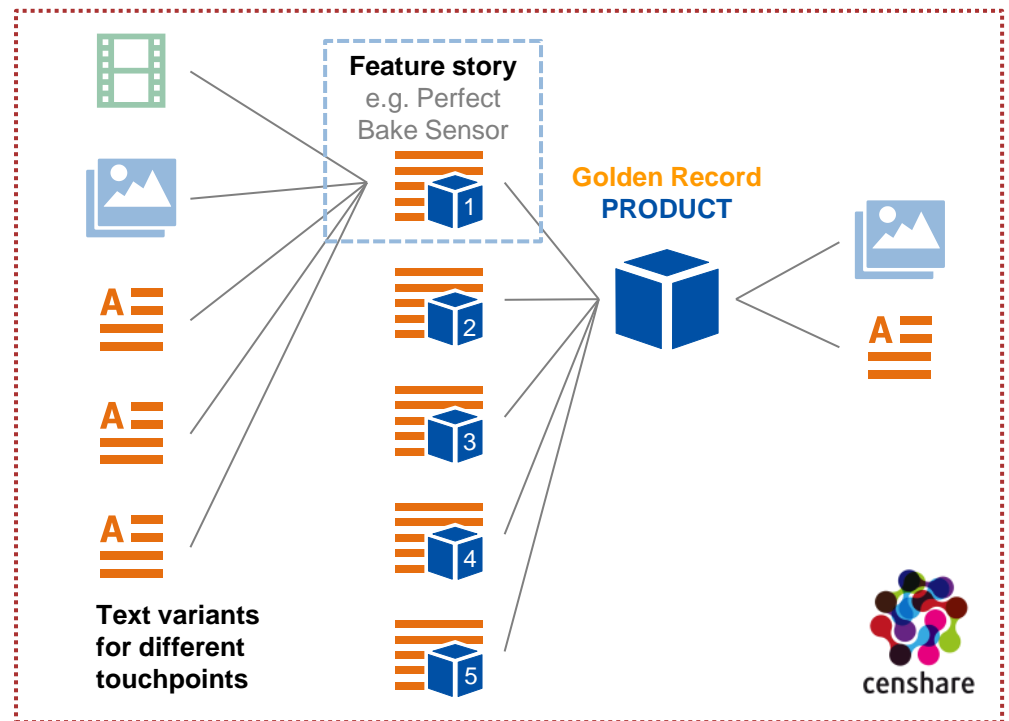 Feature story
e.g. Perfect
Bake Sensor
1
Golden Record
PRODUCT
2
A
A
3
A
4
A
Text variants
for different
touchpoints
5
censhare